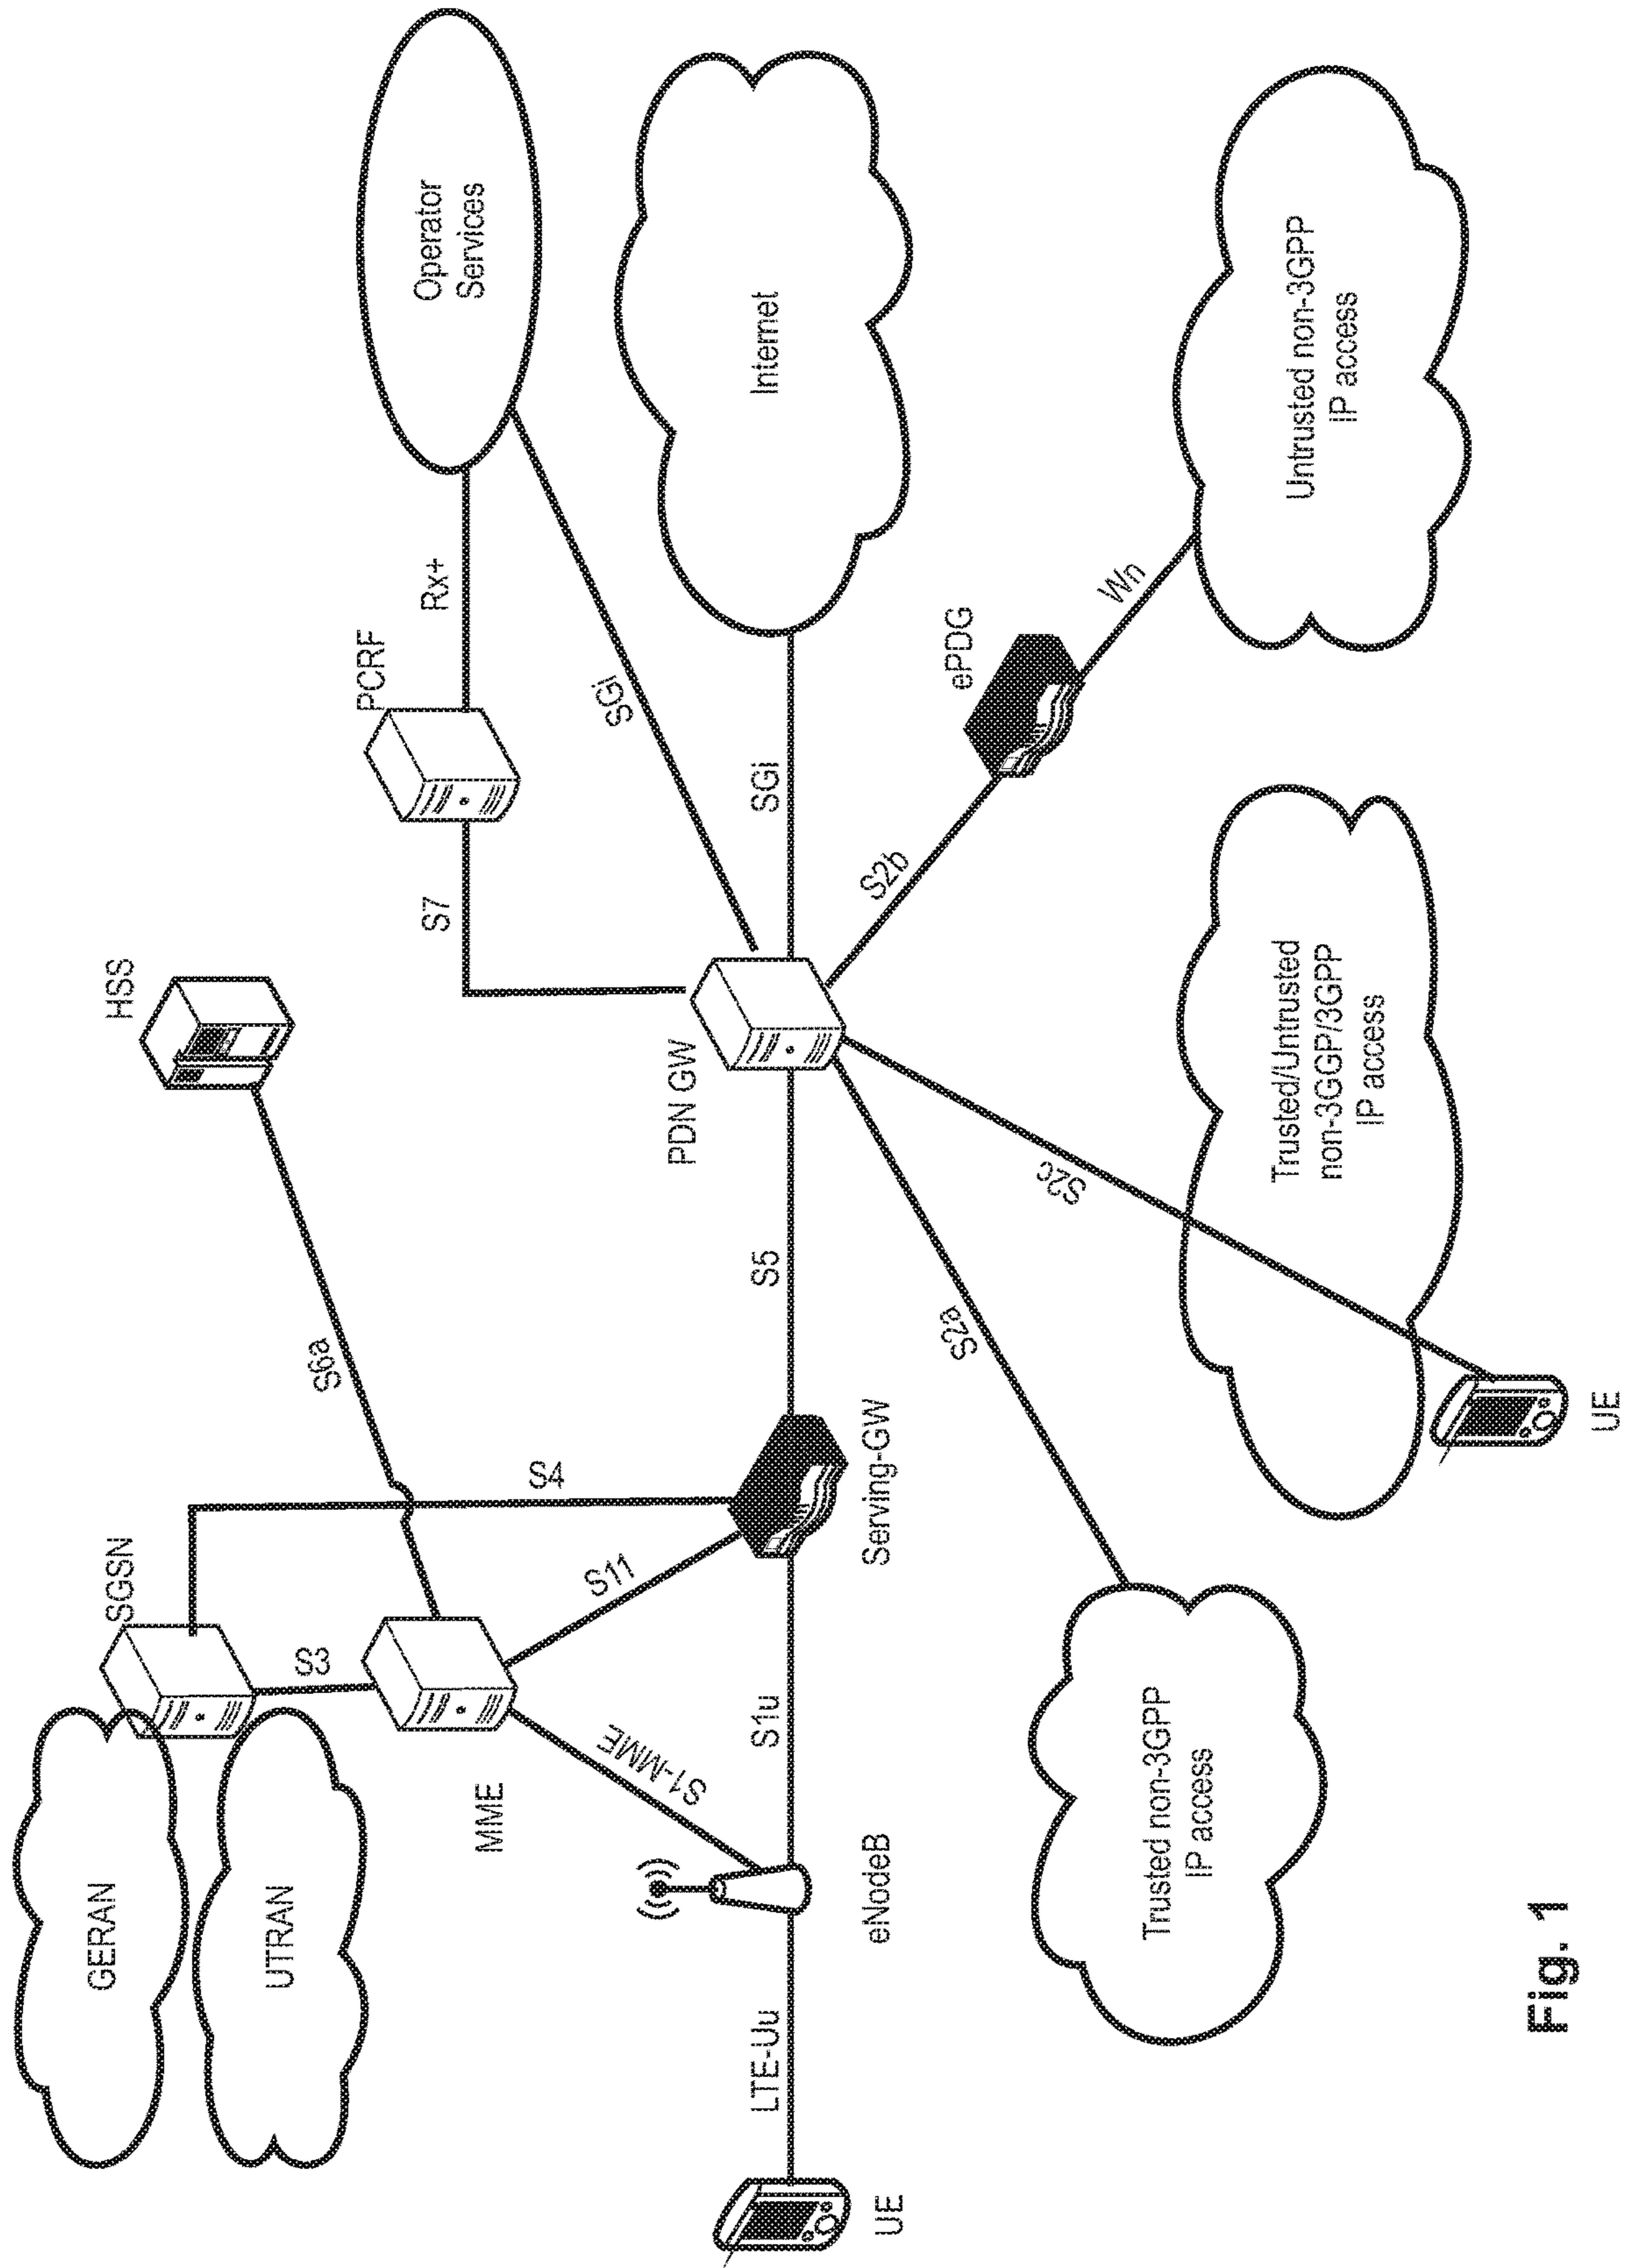 GERAN
SGSN
HSS
UTRAN
S3
S6a
PCRF
Operator
Services
MME
S4
S7
Rx+
S11
S1-MME
SGi
PDN GW
UE
LTE-Uu
eNodeB
S1u
Serving-GW
S5
SGi
Internet
S2a
S2c
S2b
ePDG
Wn
Trusted non-3GPP
IP access
Trusted/Untrusted
non-3GGP/3GPP
IP access
Untrusted non-3GPP
IP access
UE
Fig. 1